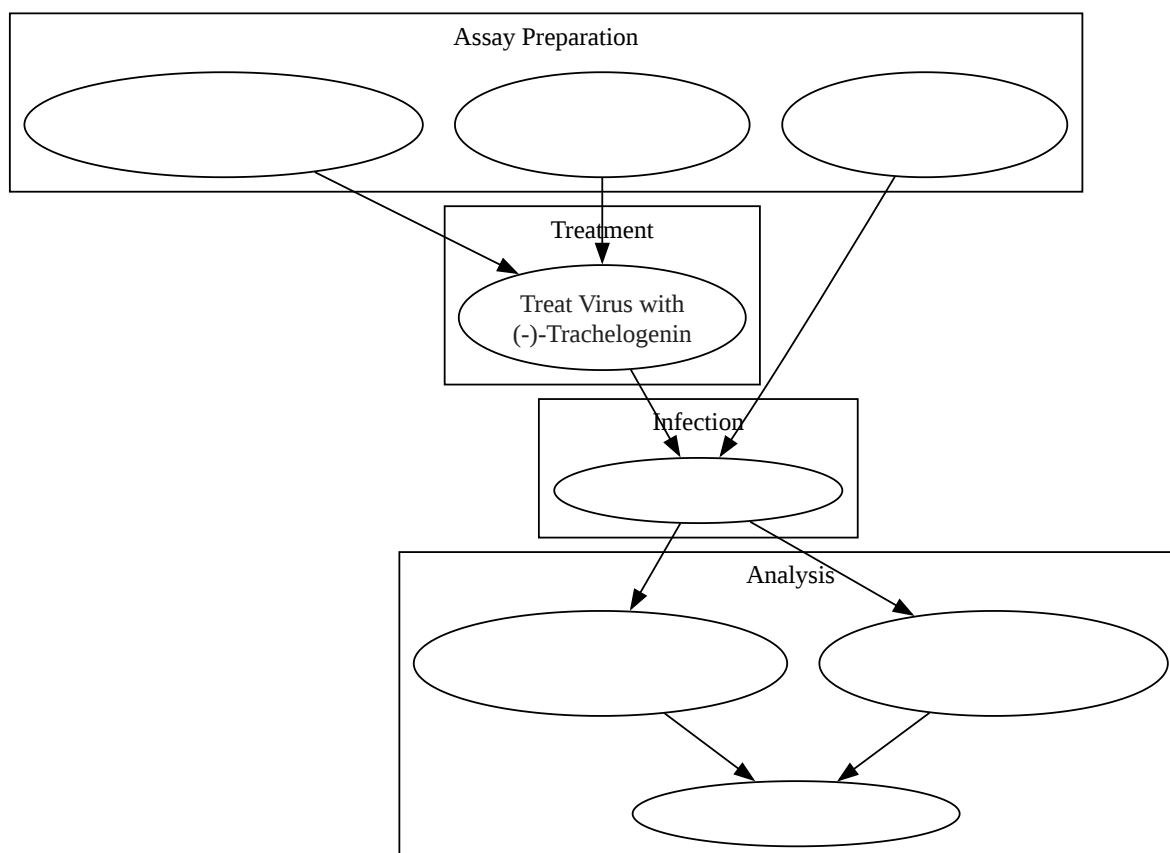 Assay Preparation
Treatment
Treat Virus with
(-)-Trachelogenin
Infection
Analysis